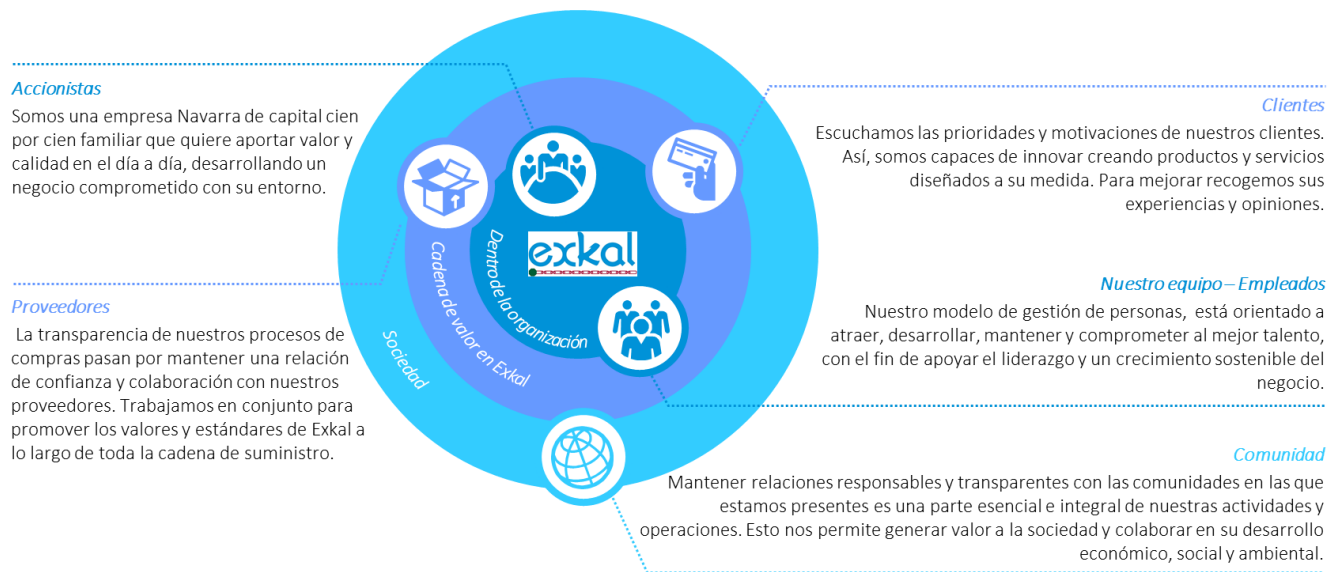 Accionistas
Somos una empresa Navarra de capital cien
por cien familiar que quiere aportar valor y
calidad en el día a día, desarrollando un
negocio comprometido con su entorno.
Proveedores
La transparencia de nuestros procesos de
compras pasan por mantener una relación
de confianza y colaboración con nuestros
proveedores. Trabajamos en conjunto para
promover los valores y estándares de Exkal a
lo largo de toda la cadena de suministro.
exkal
Dentro de la organización
Cadena de valor en Exkal
Sociedad
Clientes
Escuchamos las prioridades y motivaciones de nuestros clientes.
Así, somos capaces de innovar creando productos y servicios
diseñados a su medida. Para mejorar recogemos sus
experiencias y opiniones.
Nuestro equipo – Empleados
Nuestro modelo de gestión de personas, está orientado a
atraer, desarrollar, mantener y comprometer al mejor talento,
con el fin de apoyar el liderazgo y un crecimiento sostenible del
negocio.
Comunidad
Mantener relaciones responsables y transparentes con las comunidades en las que
estamos presentes es una parte esencial e integral de nuestras actividades y
operaciones. Esto nos permite generar valor a la sociedad y colaborar en su desarrollo
económico, social y ambiental.